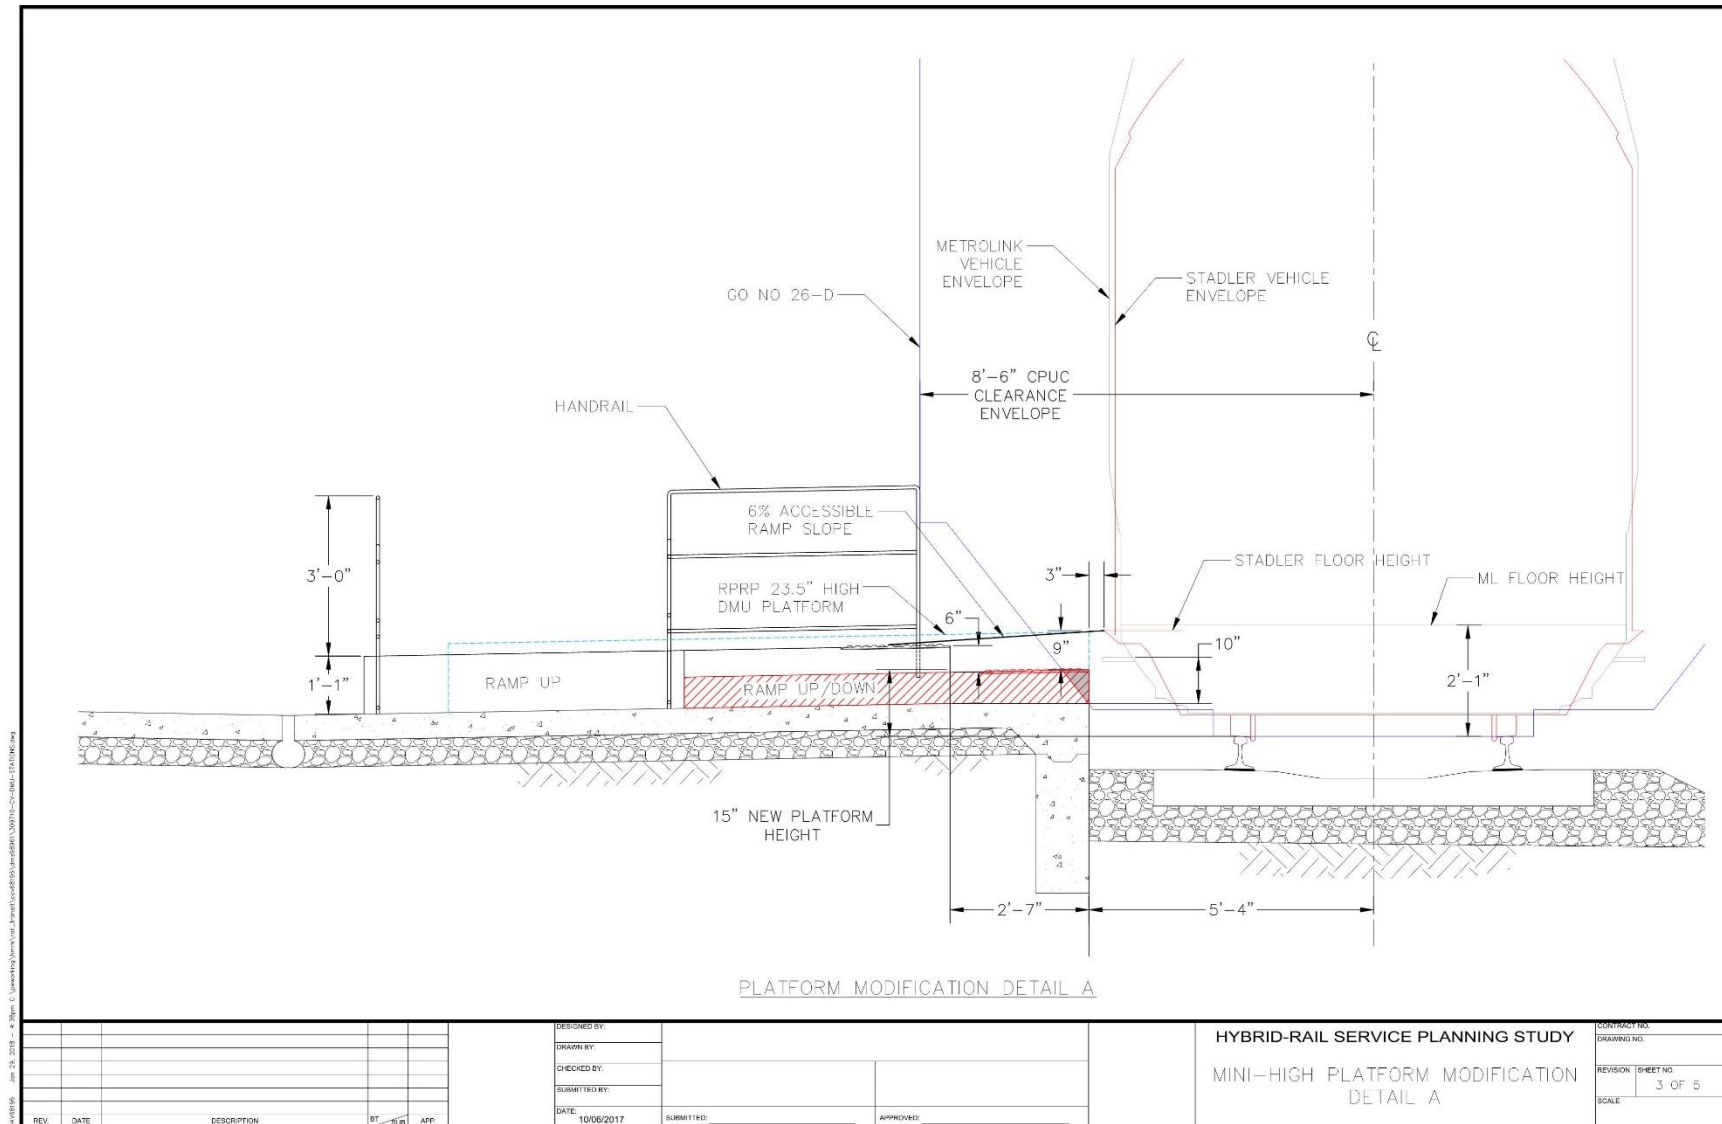 METROLINK
VEHICLE
ENVELOPE
STADLER VEHICLE
ENVELOPE
GO NO 26-D
8'-6" CPUC
CLEARANCE
ENVELOPE
HANDRAIL
6% ACCESSIBLE
RAMP SLOPE
3'-0"
3"
STADLER FLOOR HEIGHT
ML FLOOR HEIGHT
RPRP 23.5" HIGH
DMU PLATFORM
6"
9"
10"
1'-1"
RAMP UP
RAMP UP/DOWN
2'-1"
15" NEW PLATFORM
HEIGHT
2'-7"
5'-4"
PLATFORM MODIFICATION DETAIL A
REV.
DATE
DESCRIPTION
BY
SUB
APP.
DESIGNED BY:
DRAWN BY:
CHECKED BY:
SUBMITTED BY:
DATE:
10/06/2017
SUBMITTED:
APPROVED:
HYBRID-RAIL SERVICE PLANNING STUDY
MINI-HIGH PLATFORM MODIFICATION
DETAIL A
CONTRACT NO.
DRAWING NO.
REVISION
SHEET NO.
3 OF 5
SCALE